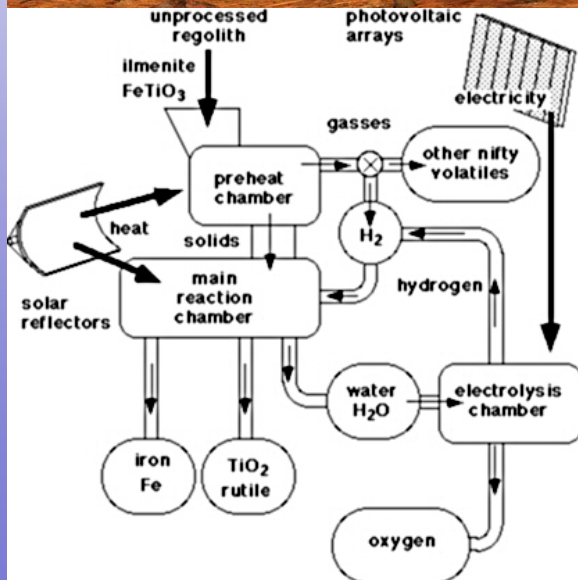 unprocessed
regolith
photovoltaic
arrays
ilmenite
FeTiO₃
electricity
gasses
other nifty
volatiles
preheat
chamber
heat
solids
H₂
hydrogen
main
reaction
chamber
solar
reflectors
water
H₂O
electrolysis
chamber
iron
Fe
TiO₂
rutile
oxygen